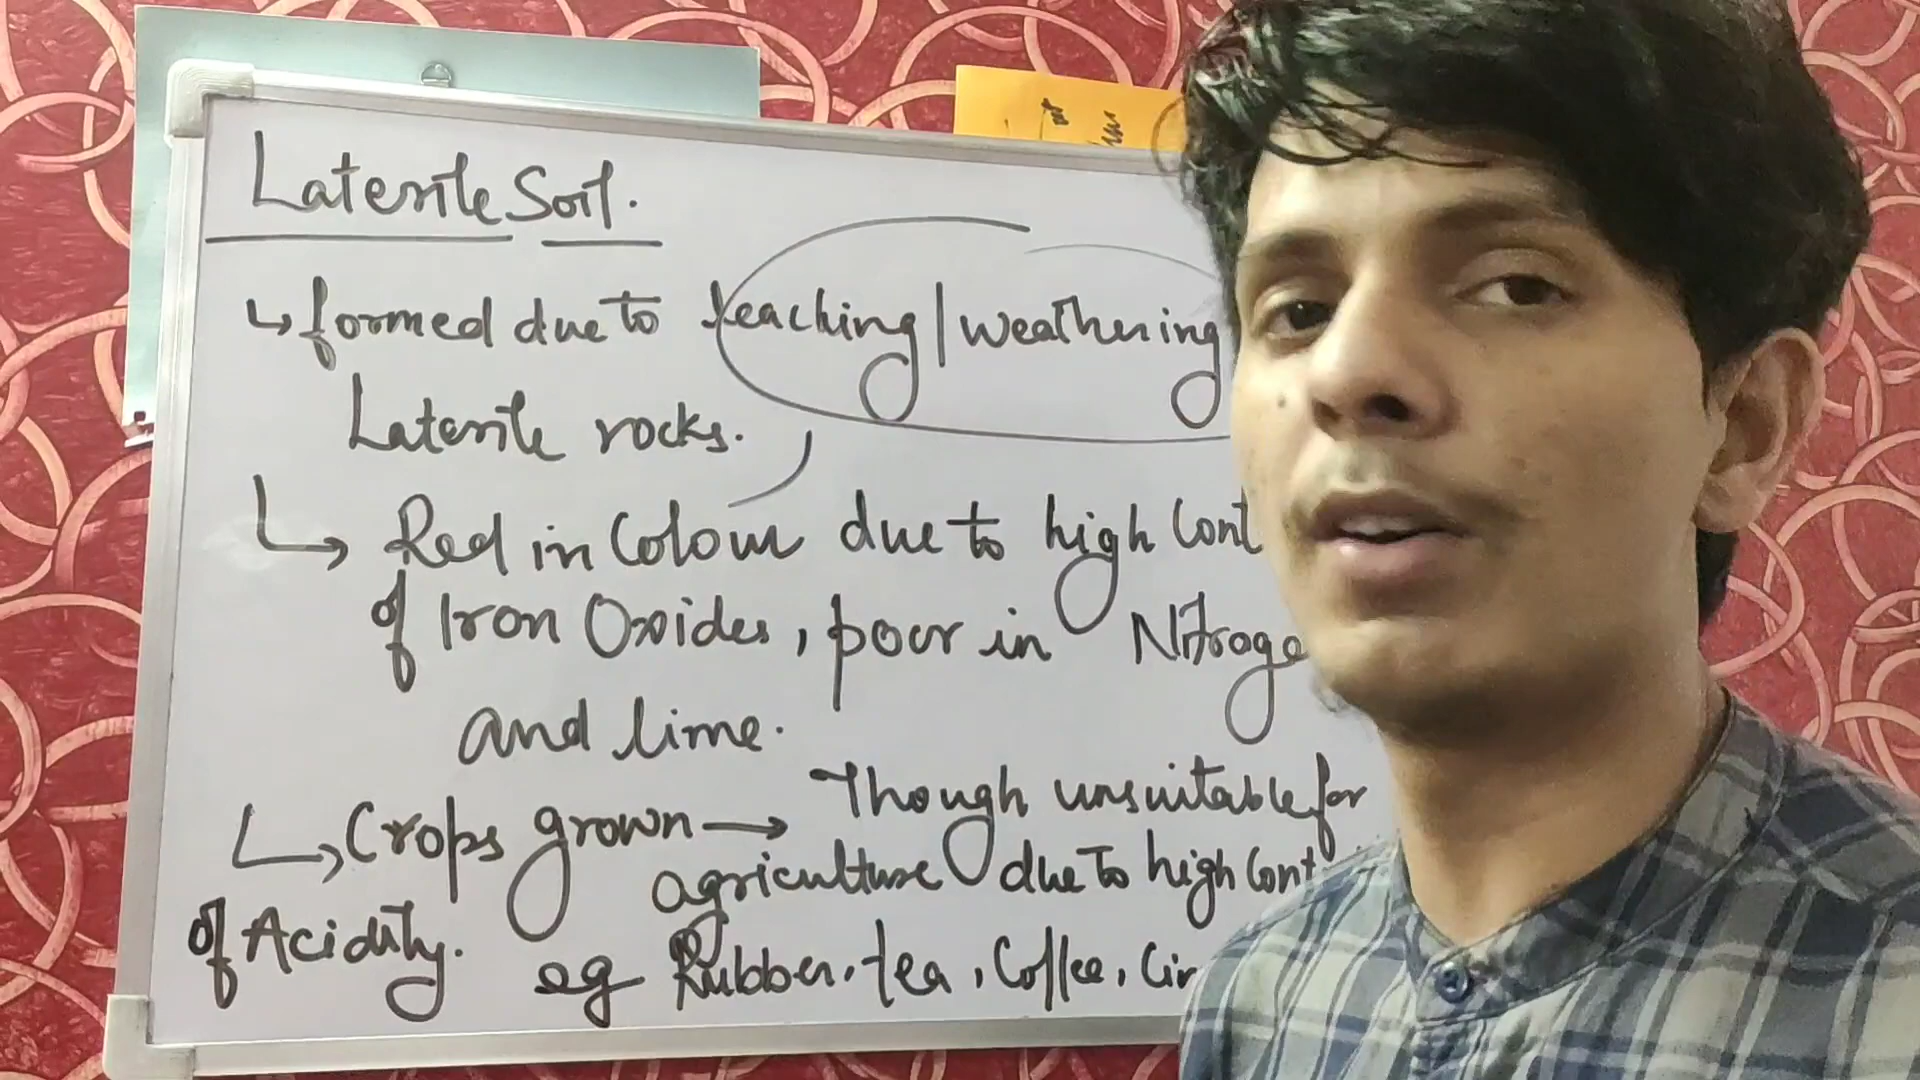 Laterite Soil.
↳ formed due to leaching/weathering
Laterite rocks.
↳ Red in Colour due to high Cont
of Iron Oxides, poor in Nitroge
and lime.
↳ Crops grown → Though unsuitable for
agriculture due to high Cont
of Acidity.
eg Rubber, tea, Coffee, Cin